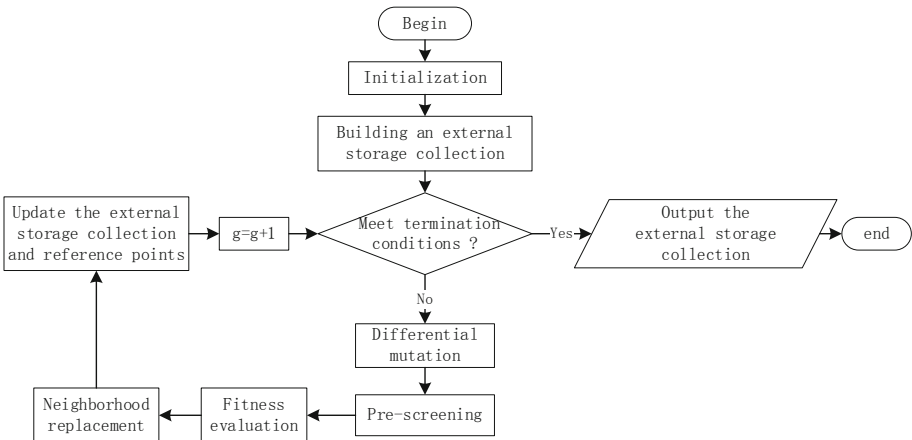 Begin
Initialization
Building an external
storage collection
Update the external
storage collection
and reference points
g=g+1
Meet termination
conditions ?
Yes
Output the
external storage
collection
end
No
Differential
mutation
Neighborhood
replacement
Fitness
evaluation
Pre-screening